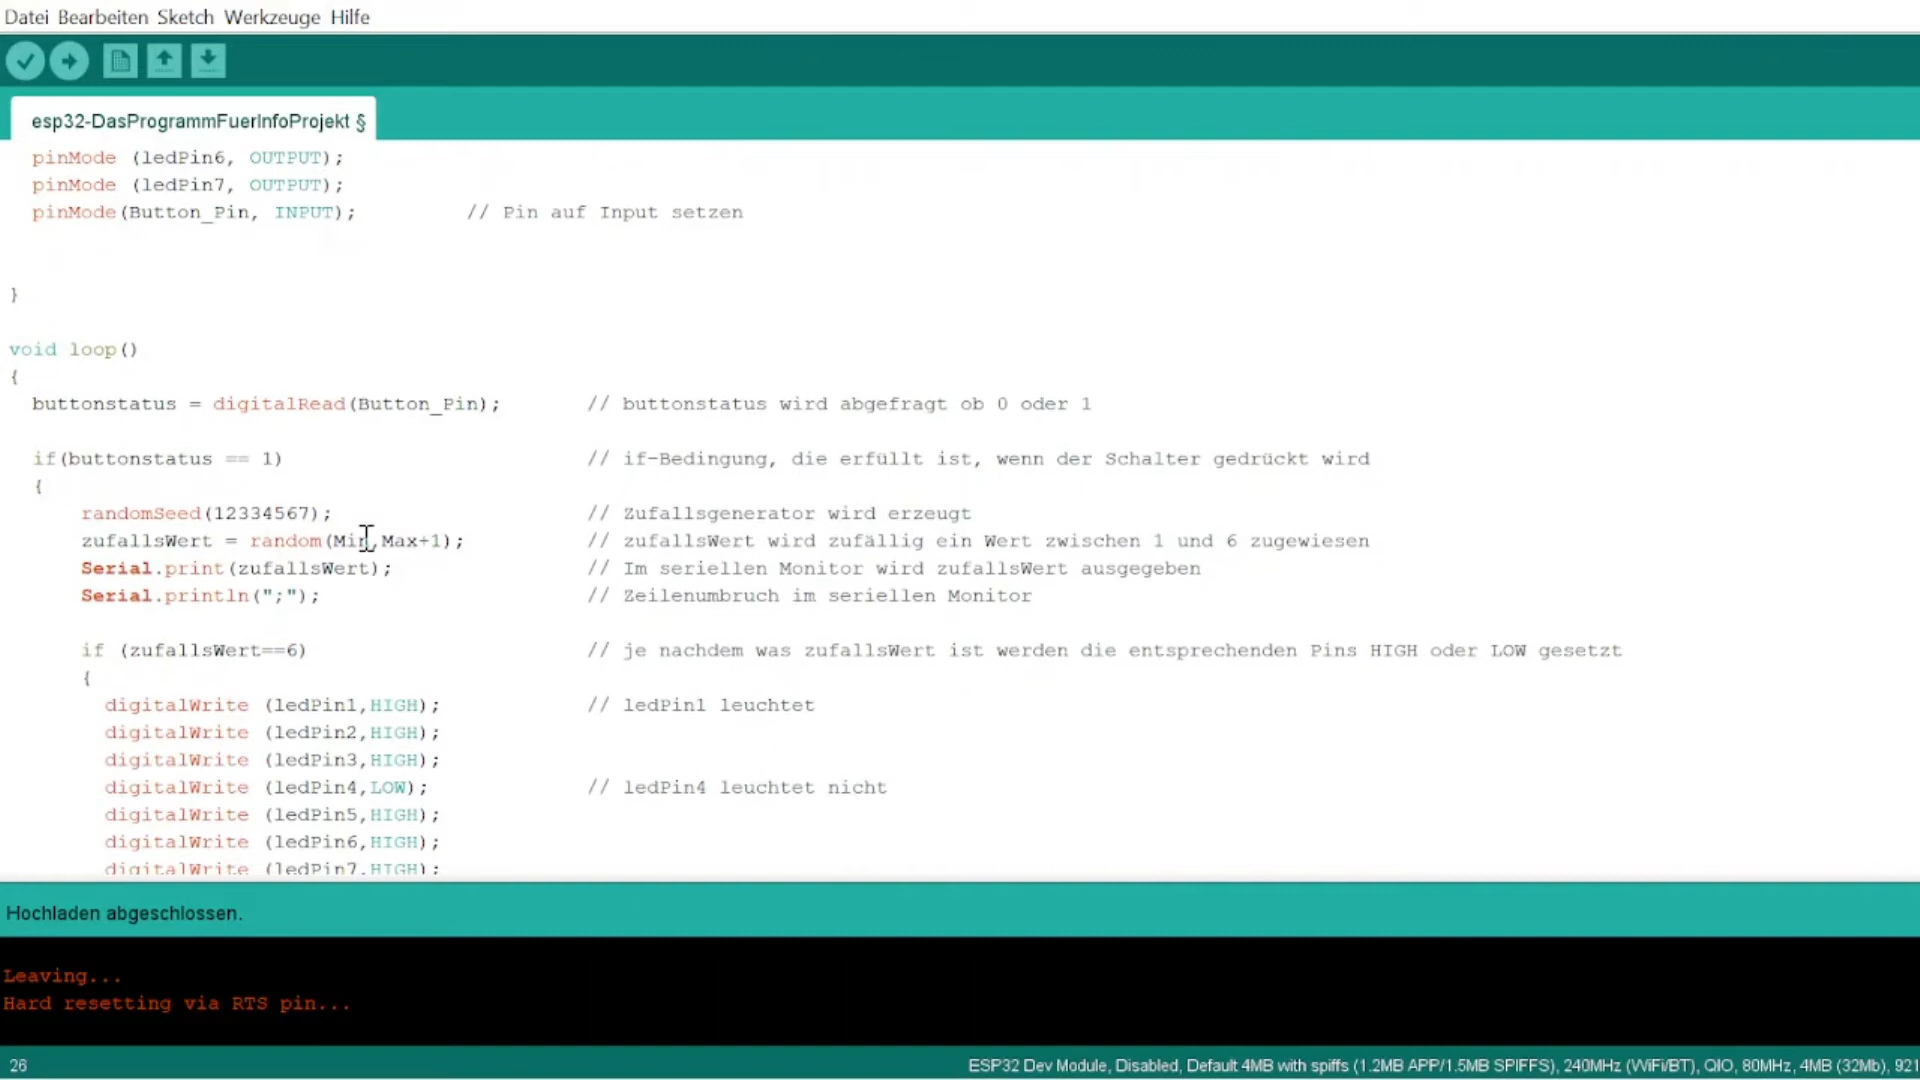 Datei Bearbeiten Sketch Werkzeuge Hilfe
esp32-DasProgrammFuerInfoProjekt §
pinMode (ledPin6, OUTPUT);
pinMode (ledPin7, OUTPUT);
pinMode(Button_Pin, INPUT); // Pin auf Input setzen
}
void loop()
{
buttonstatus = digitalRead(Button_Pin); // buttonstatus wird abgefragt ob 0 oder 1
if(buttonstatus == 1) // if-Bedingung, die erfüllt ist, wenn der Schalter gedrückt wird
{
randomSeed(12334567); // Zufallsgenerator wird erzeugt
zufallsWert = random(Min,Max+1); // zufallsWert wird zufällig ein Wert zwischen 1 und 6 zugewiesen
Serial.print(zufallsWert); // Im seriellen Monitor wird zufallsWert ausgegeben
Serial.println(";"); // Zeilenumbruch im seriellen Monitor
if (zufallsWert==6) // je nachdem was zufallsWert ist werden die entsprechenden Pins HIGH oder LOW gesetzt
{
digitalWrite (ledPin1,HIGH); // ledPin1 leuchtet
digitalWrite (ledPin2,HIGH);
digitalWrite (ledPin3,HIGH);
digitalWrite (ledPin4,LOW); // ledPin4 leuchtet nicht
digitalWrite (ledPin5,HIGH);
digitalWrite (ledPin6,HIGH);
digitalWrite (ledPin7,HIGH);
Hochladen abgeschlossen.
Leaving...
Hard resetting via RTS pin...
26 ESP32 Dev Module, Disabled, Default 4MB with spiffs (1.2MB APP/1.5MB SPIFFS), 240MHz (WiFi/BT), QIO, 80MHz, 4MB (32Mb), 921